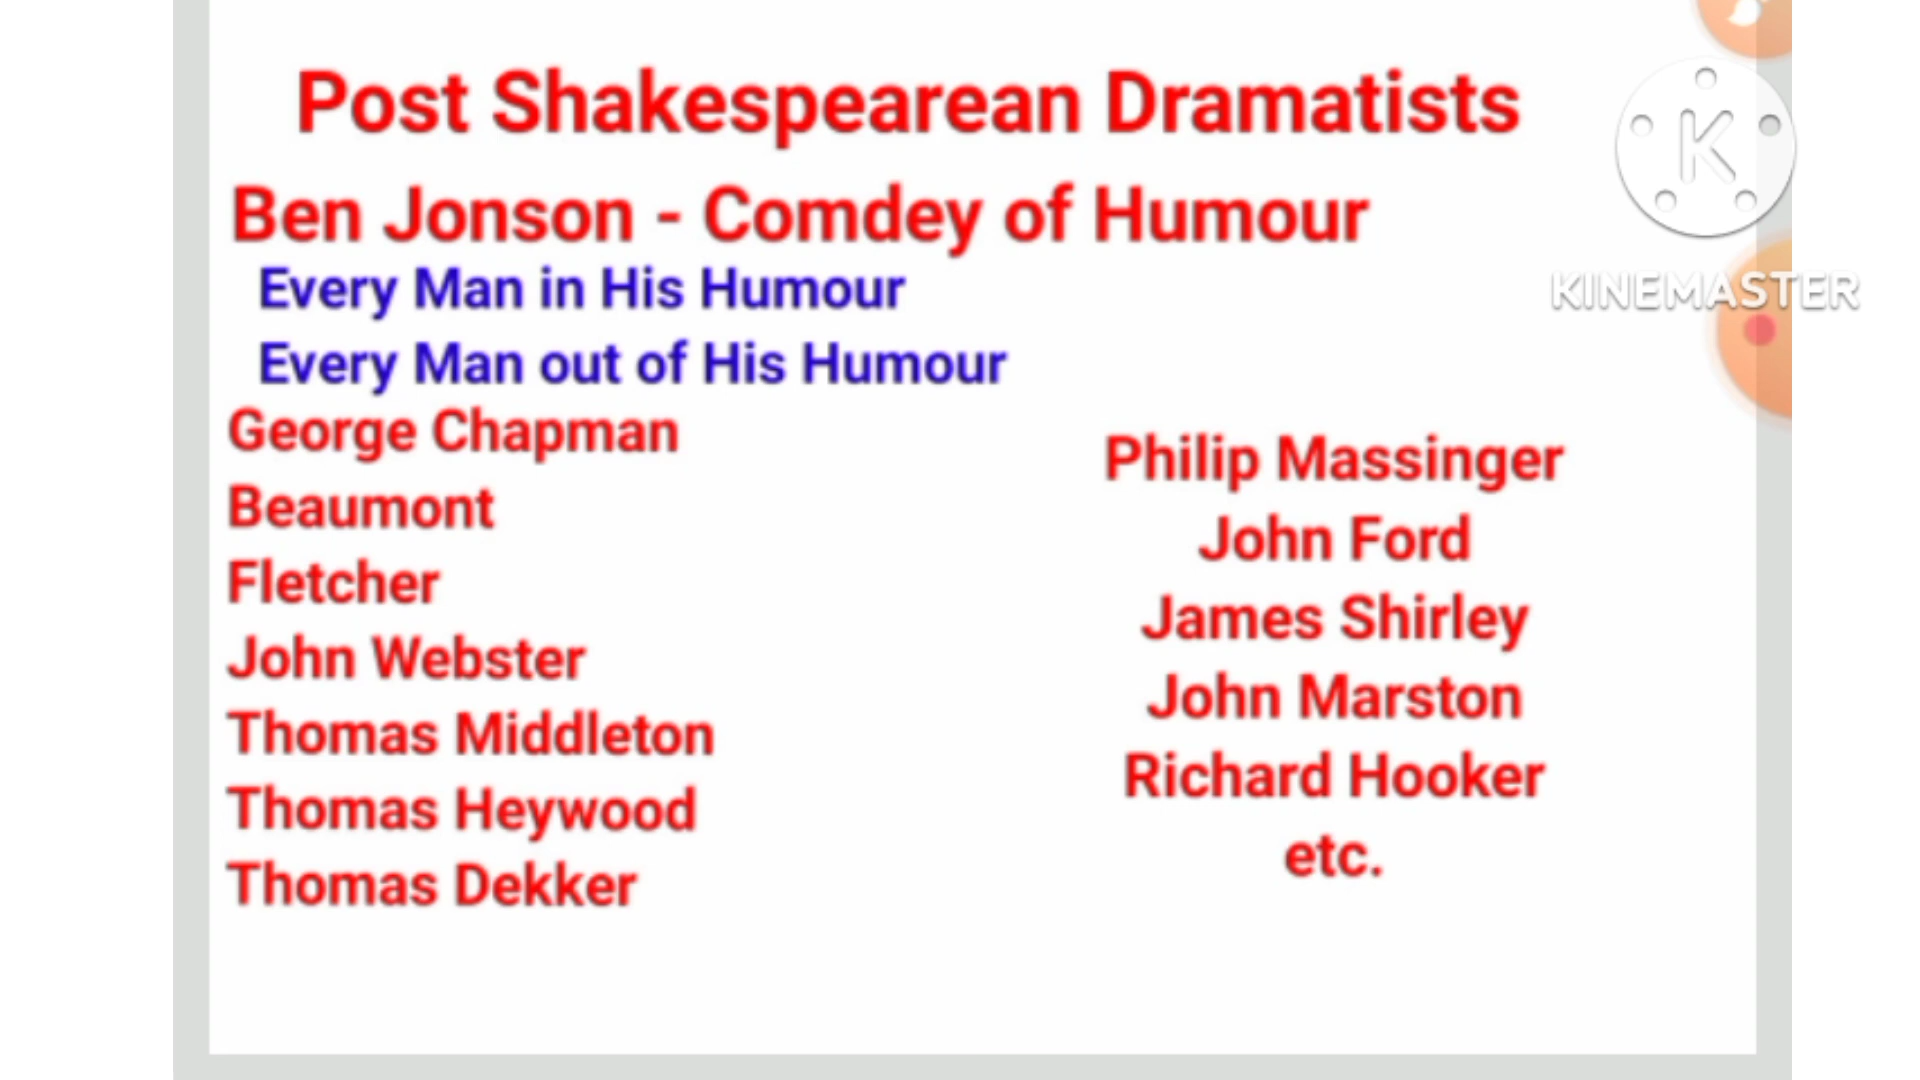 Post Shakespearean Dramatists
Ben Jonson - Comdey of Humour
Every Man in His Humour
Every Man out of His Humour
George Chapman
Beaumont
Fletcher
John Webster
Thomas Middleton
Thomas Heywood
Thomas Dekker
Philip Massinger
John Ford
James Shirley
John Marston
Richard Hooker
etc.
K
KINEMASTER